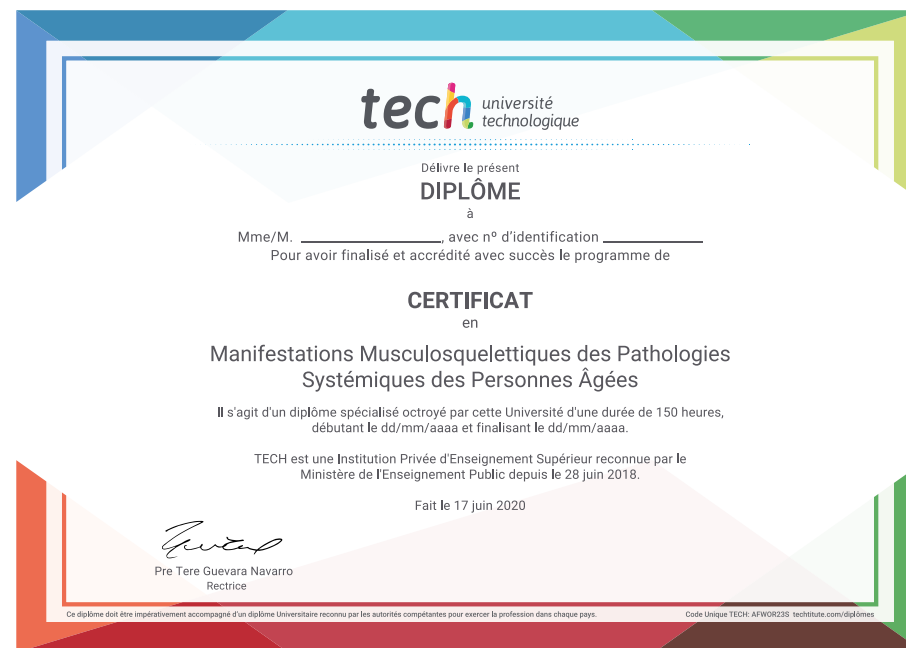 tech université
technologique
Délivre le présent
DIPLÔME
à
Mme/M. ____________________, avec nº d'identification ______________
Pour avoir finalisé et accrédité avec succès le programme de
CERTIFICAT
en
Manifestations Musculosquelettiques des Pathologies
Systémiques des Personnes Âgées
Il s'agit d'un diplôme spécialisé octroyé par cette Université d'une durée de 150 heures,
débutant le dd/mm/aaaa et finalisant le dd/mm/aaaa.
TECH est une Institution Privée d'Enseignement Supérieur reconnue par le
Ministère de l'Enseignement Public depuis le 28 juin 2018.
Fait le 17 juin 2020
Pre Tere Guevara Navarro
Rectrice
Ce diplôme doit être impérativement accompagné d'un diplôme Universitaire reconnu par les autorités compétantes pour exercer la profession dans chaque pays.
Code Unique TECH: AFWOR23S techtitute.com/diplômes